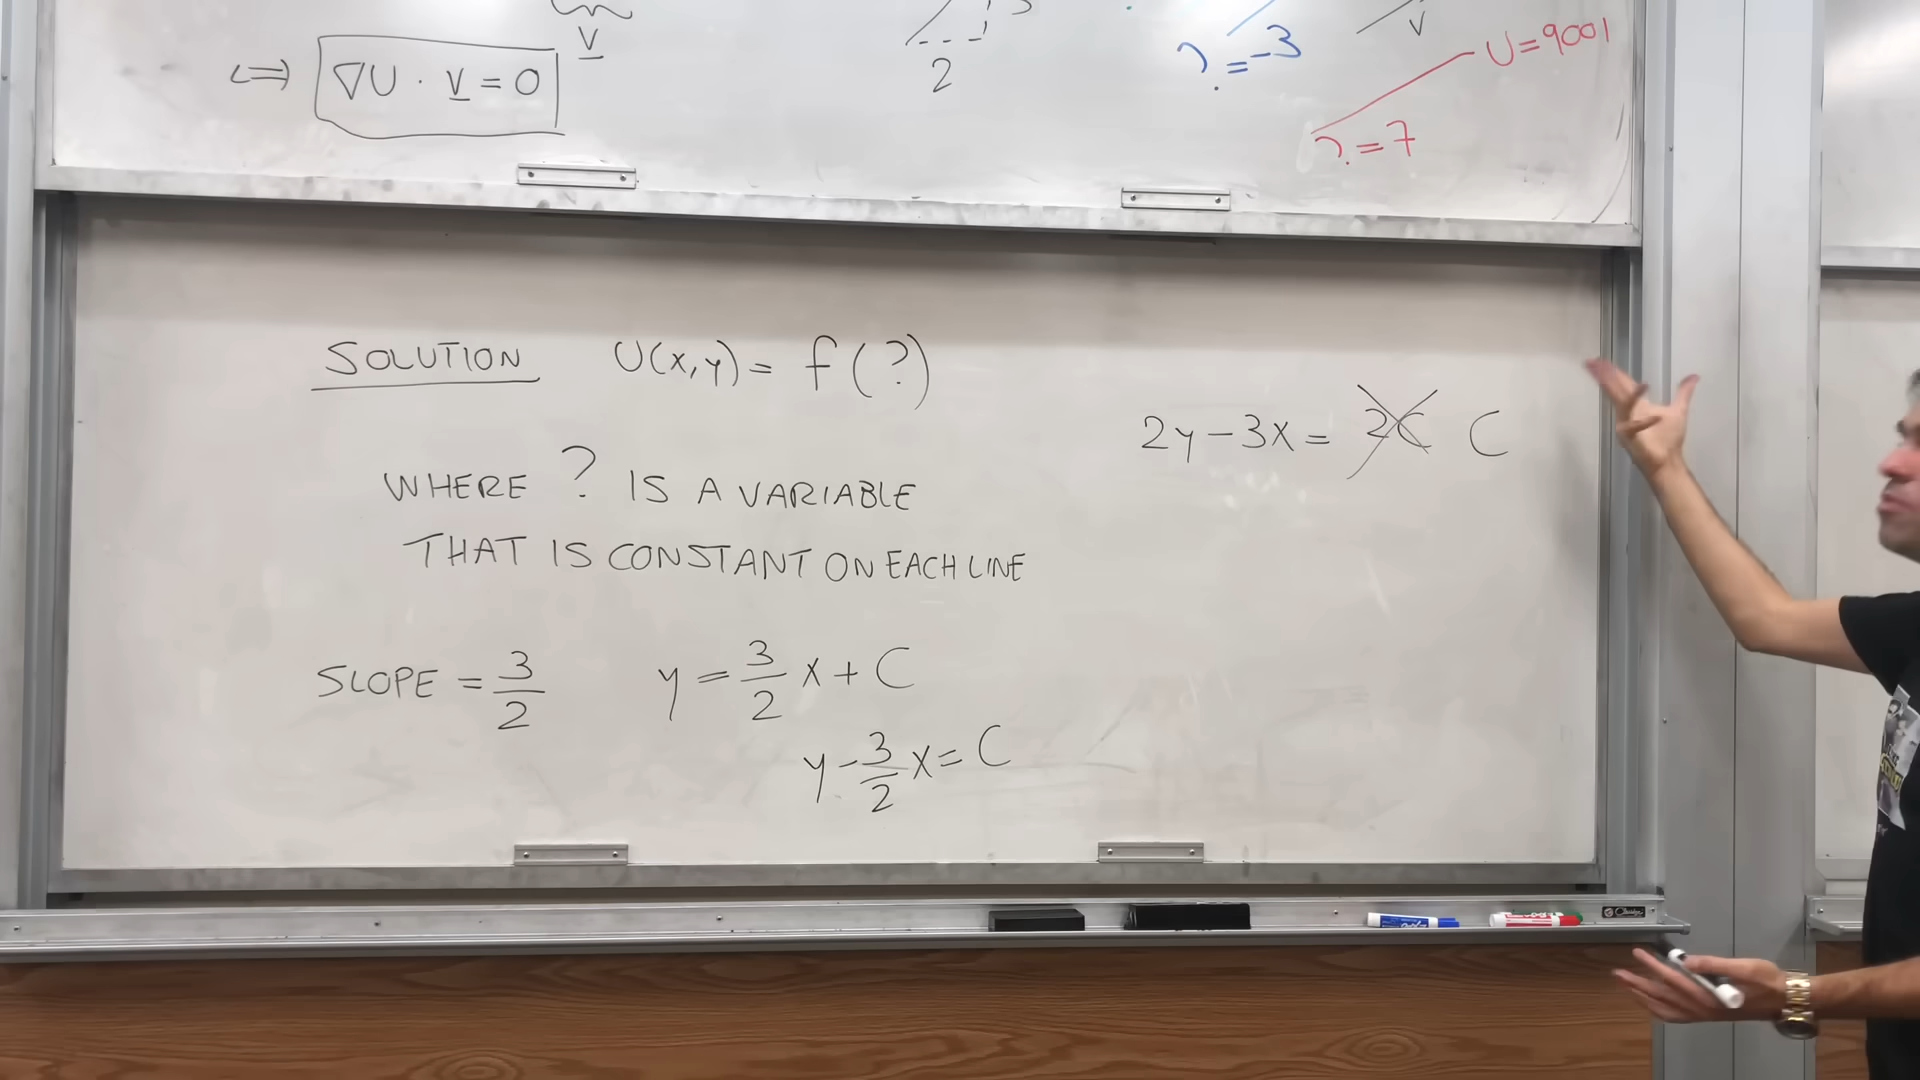 V
⟺ ∇U · V = 0
2
? = -3
V
U=9001
? = 7
SOLUTION U(x,y) = f(?)
WHERE ? IS A VARIABLE
THAT IS CONSTANT ON EACH LINE
SLOPE = 3/2 y = 3/2 x + C
y - 3/2 x = C
2y - 3x = 2C C